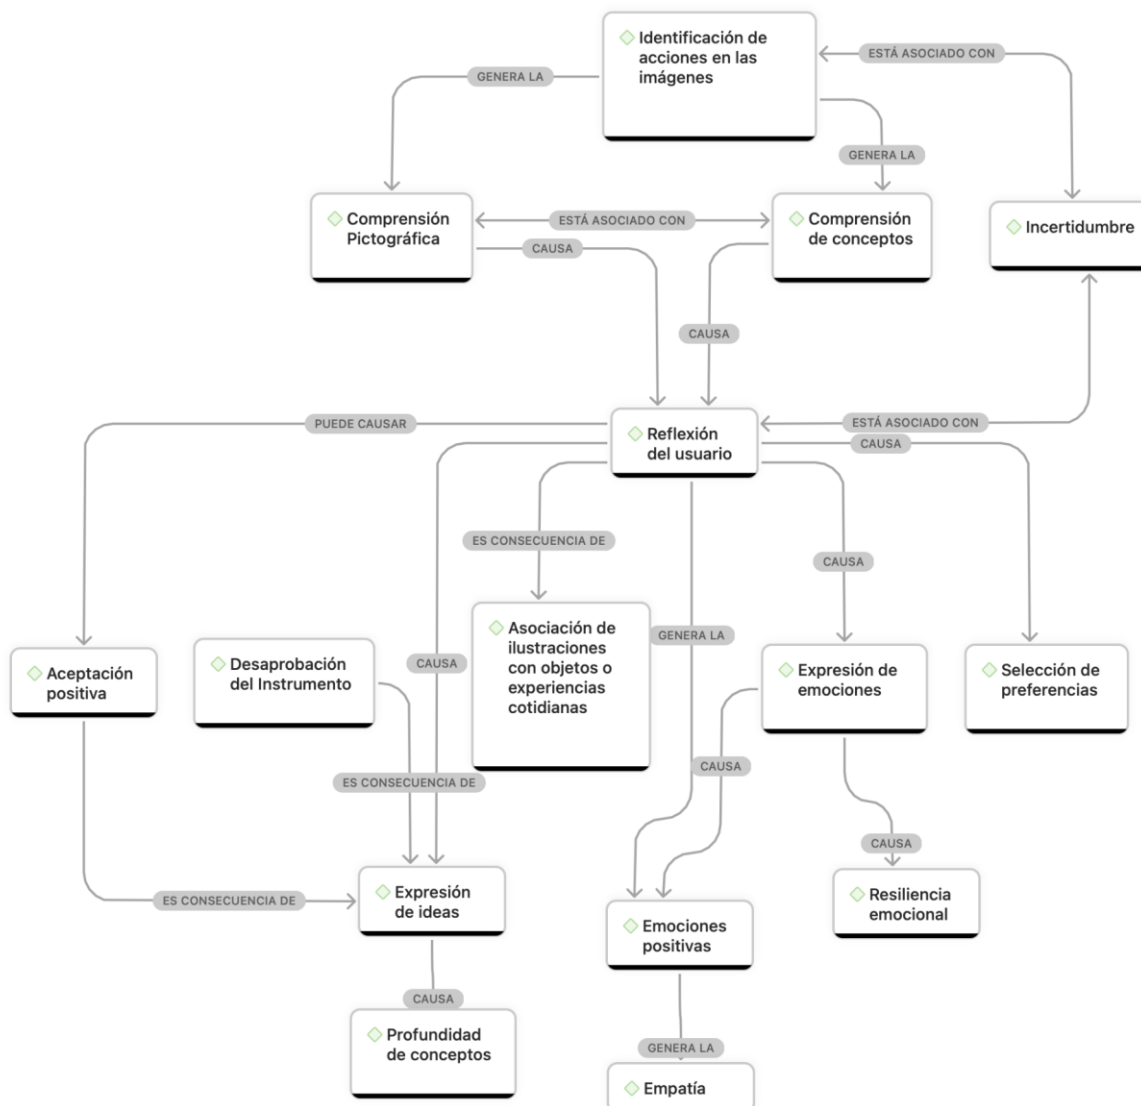 Identificación de
acciones en las
imágenes
ESTÁ ASOCIADO CON
GENERA LA
GENERA LA
Comprensión
Pictográfica
ESTÁ ASOCIADO CON
Comprensión
de conceptos
Incertidumbre
CAUSA
CAUSA
PUEDE CAUSAR
Reflexión
del usuario
ESTÁ ASOCIADO CON
CAUSA
ES CONSECUENCIA DE
CAUSA
Asociación de
ilustraciones
con objetos o
experiencias
cotidianas
GENERA LA
CAUSA
Aceptación
positiva
Desaprobación
del Instrumento
Expresión de
emociones
Selección de
preferencias
ES CONSECUENCIA DE
CAUSA
CAUSA
ES CONSECUENCIA DE
Expresión
de ideas
Emociones
positivas
Resiliencia
emocional
CAUSA
Profundidad
de conceptos
GENERA LA
Empatía